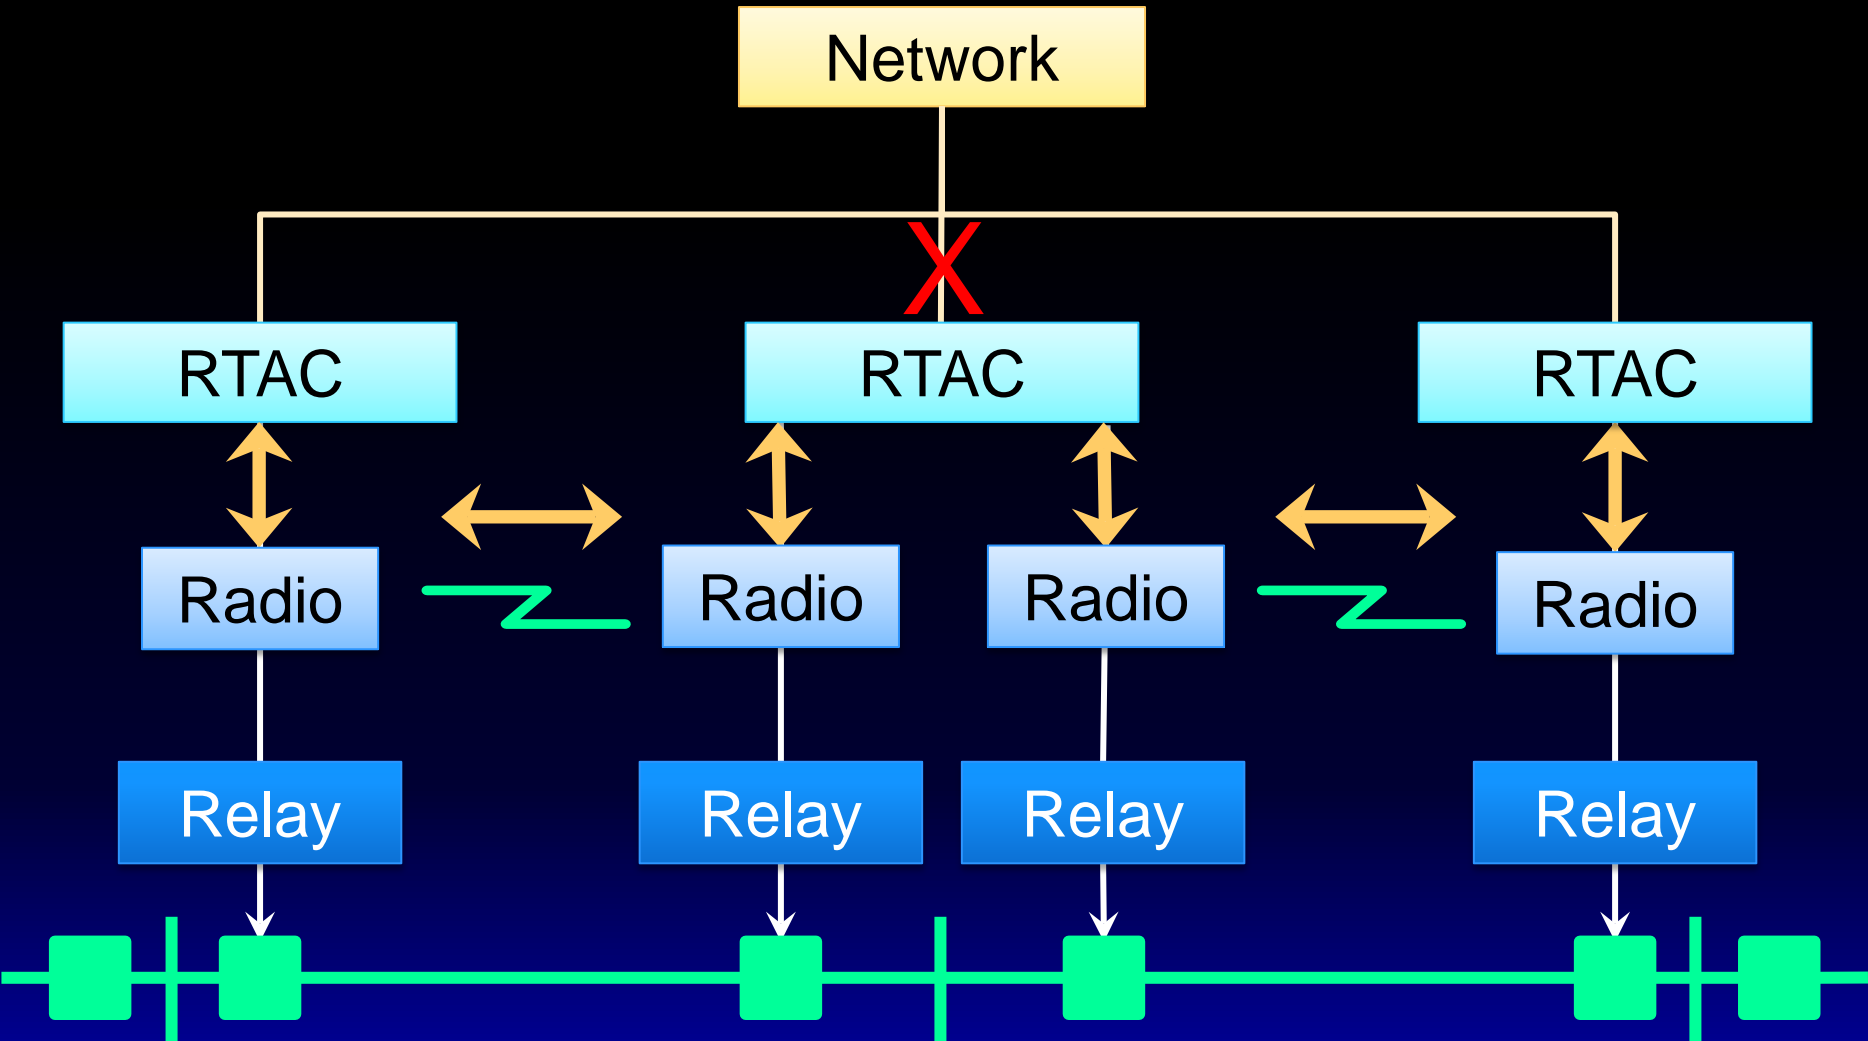 Network
X
RTAC
RTAC
RTAC
Radio
Radio
Radio
Radio
Relay
Relay
Relay
Relay